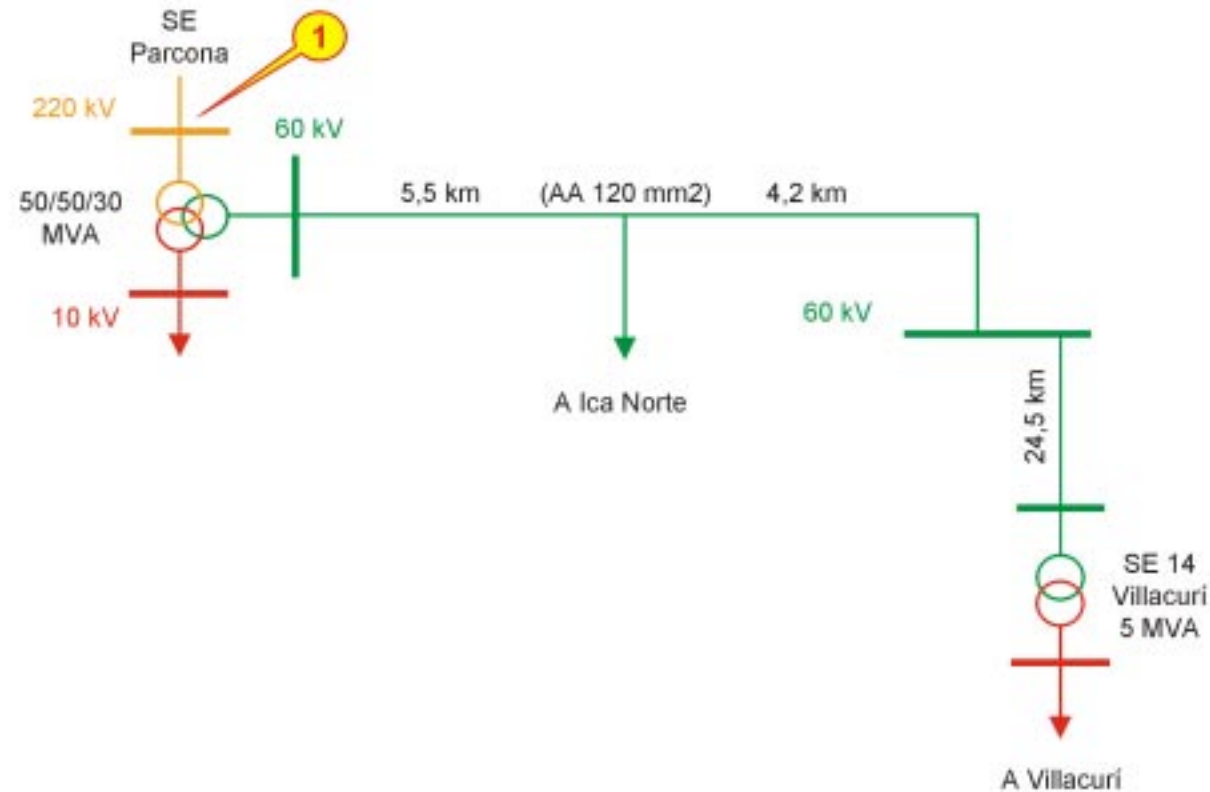 SE
Parcona
1
220 kV
60 kV
50/50/30
MVA
5,5 km
(AA 120 mm2)
4,2 km
10 kV
60 kV
A Ica Norte
24,5 km
SE 14
Villacurí
5 MVA
A Villacurí